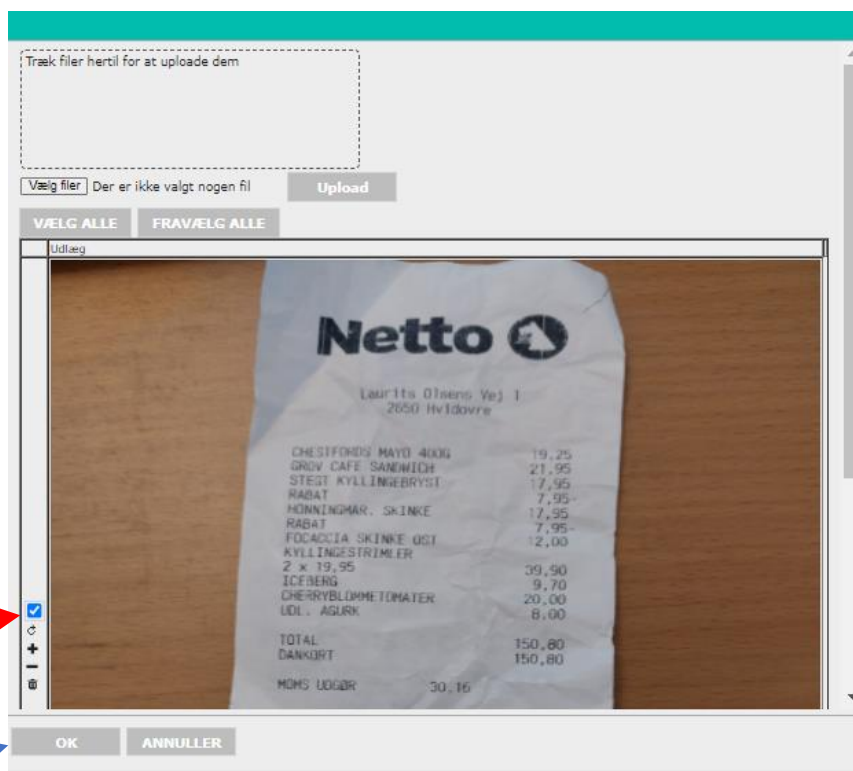 Træk filer hertil for at uploade dem
Vælg filer Der er ikke valgt nogen fil Upload
VÆLG ALLE FRAVÆLG ALLE
Udlæg
Netto
Laurits Olsens Vej 1
2650 Hvidovre
CHESTFORDS MAYO 400G 19,25
GROV CAFE SANDWICH 21,95
STEGT KYLLINGEBRYST 17,95
RABAT 7,95-
HONNINGMAR. SKINKE 17,95
RABAT 7,95-
FOCACCIA SKINKE OST 12,00
KYLLINGESTRIMLER
2 x 19,95 39,90
ICEBERG 9,70
CHERRYBLOMMETOMATER 20,00
UDL. AGURK 8,00
TOTAL 150,80
DANKORT 150,80
MOMS UDGØR 30,16
OK ANNULLER